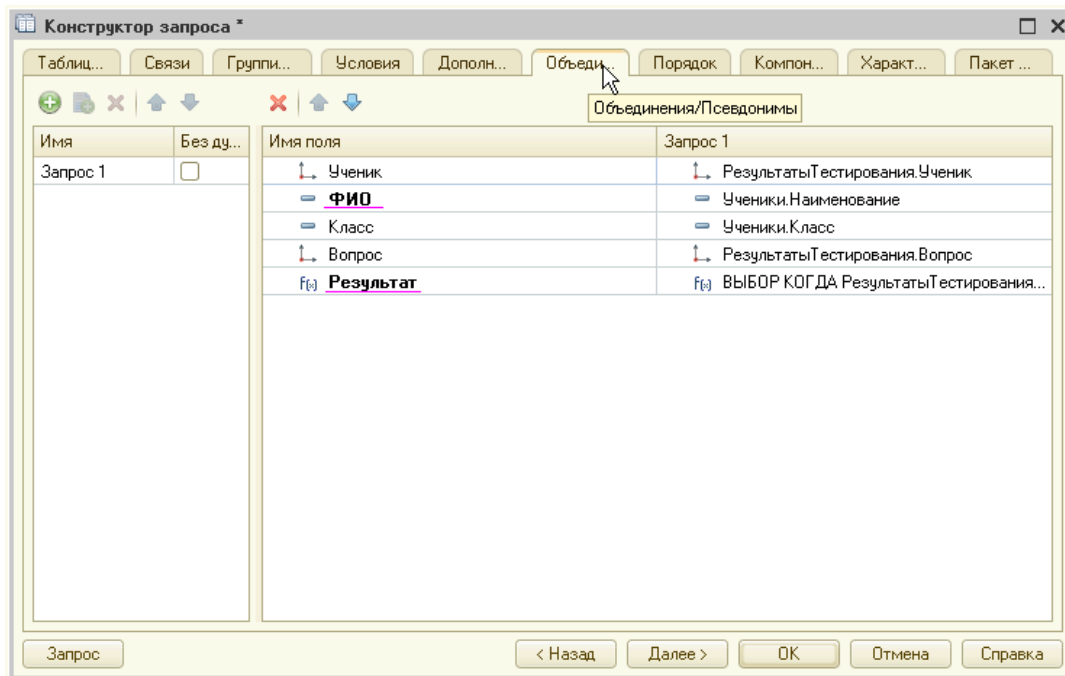 Конструктор запроса *
Таблиц... Связи Группи... Условия Дополн... Объеди... Порядок Компон... Характ... Пакет ...
Объединения/Псевдонимы
Имя Без ду... Имя поля Запрос 1
Запрос 1 Ученик РезультатыТестирования.Ученик
ФИО Ученики.Наименование
Класс Ученики.Класс
Вопрос РезультатыТестирования.Вопрос
f(x) Результат f(x) ВЫБОР КОГДА РезультатыТестирования...
Запрос < Назад Далее > ОК Отмена Справка